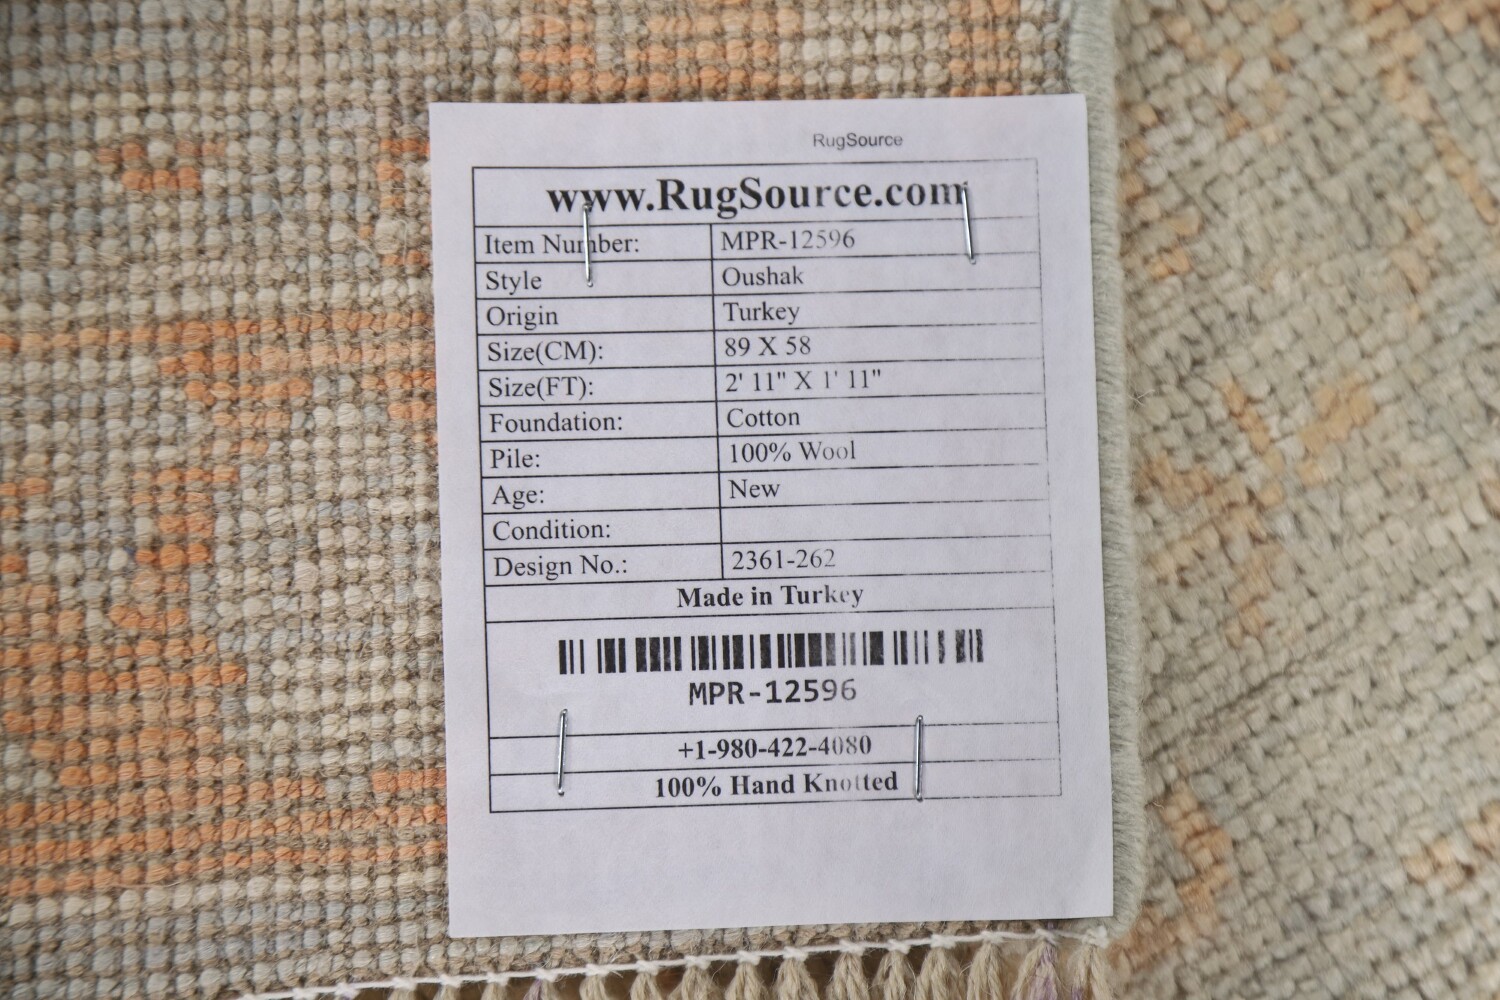 RugSource
www.RugSource.com
Item Number: MPR-12596
Style Oushak
Origin Turkey
Size(CM): 89 X 58
Size(FT): 2' 11" X 1' 11"
Foundation: Cotton
Pile: 100% Wool
Age: New
Condition:
Design No.: 2361-262
Made in Turkey
MPR-12596
+1-980-422-4080
100% Hand Knotted